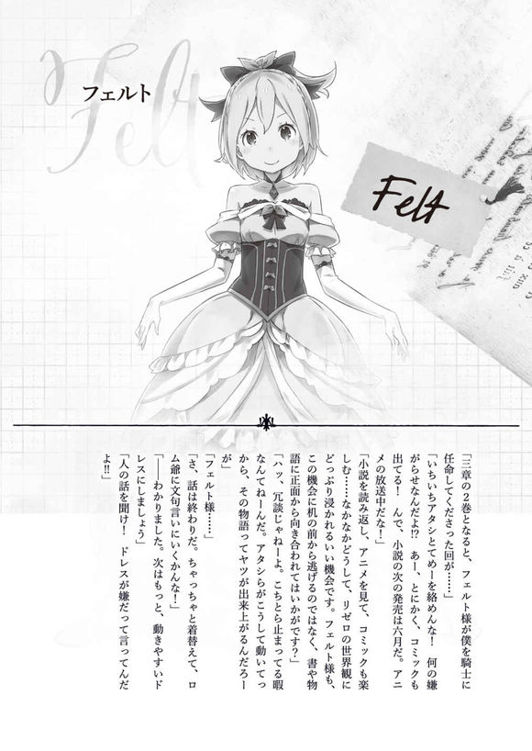 Felt
フェルト
Felt
「三章の２巻となると、フェルト様が僕を騎士に
任命してくださった回が……」
「いちいちアタシとてめーを絡めんな！　何の嫌
がらせなんだよ!?　あー、とにかく、コミックも
出てる！　んで、小説の次の発売は六月だ。アニ
メの放送中だな！」
「小説を読み返し、アニメを見て、コミックも楽
しむ……なかなかどうして、リゼロの世界観に
どっぷり浸かれるいい機会です。フェルト様も、
この機会に机の前から逃げるのではなく、書や物
語に正面から向き合われてはいかがです？」
「ハッ、冗談じゃねーよ。こちとら止まってる暇
なんてねーんだ。アタシらがこうして動いてっ
から、その物語ってヤツが出来上がるんだろー
が」
「フェルト様……」
「さ、話は終わりだ。ちゃっちゃと着替えて、ロ
ム爺に文句言いにいくかんな！」
「――わかりました。次はもっと、動きやすいド
レスにしましょう」
「人の話を聞け！　ドレスが嫌だって言ってんだ
よ!!」